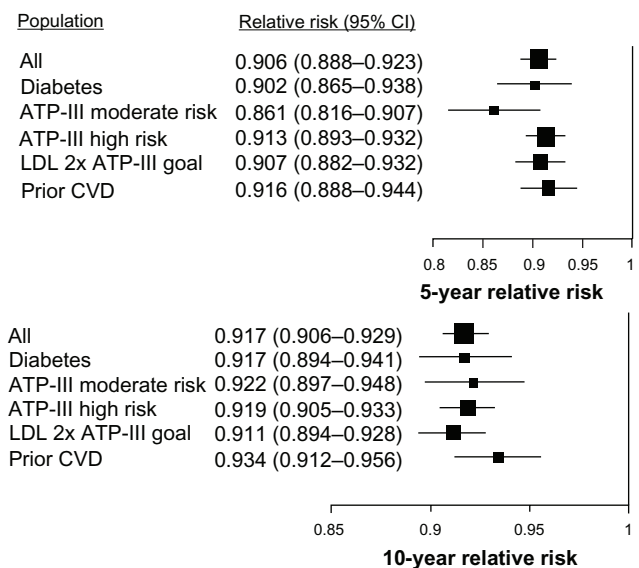 Population Relative risk (95% CI)
All 0.906 (0.888–0.923)
Diabetes 0.902 (0.865–0.938)
ATP-III moderate risk 0.861 (0.816–0.907)
ATP-III high risk 0.913 (0.893–0.932)
LDL 2x ATP-III goal 0.907 (0.882–0.932)
Prior CVD 0.916 (0.888–0.944)
0.8 0.85 0.9 0.95 1
5-year relative risk
All 0.917 (0.906–0.929)
Diabetes 0.917 (0.894–0.941)
ATP-III moderate risk 0.922 (0.897–0.948)
ATP-III high risk 0.919 (0.905–0.933)
LDL 2x ATP-III goal 0.911 (0.894–0.928)
Prior CVD 0.934 (0.912–0.956)
0.85 0.9 0.95 1
10-year relative risk